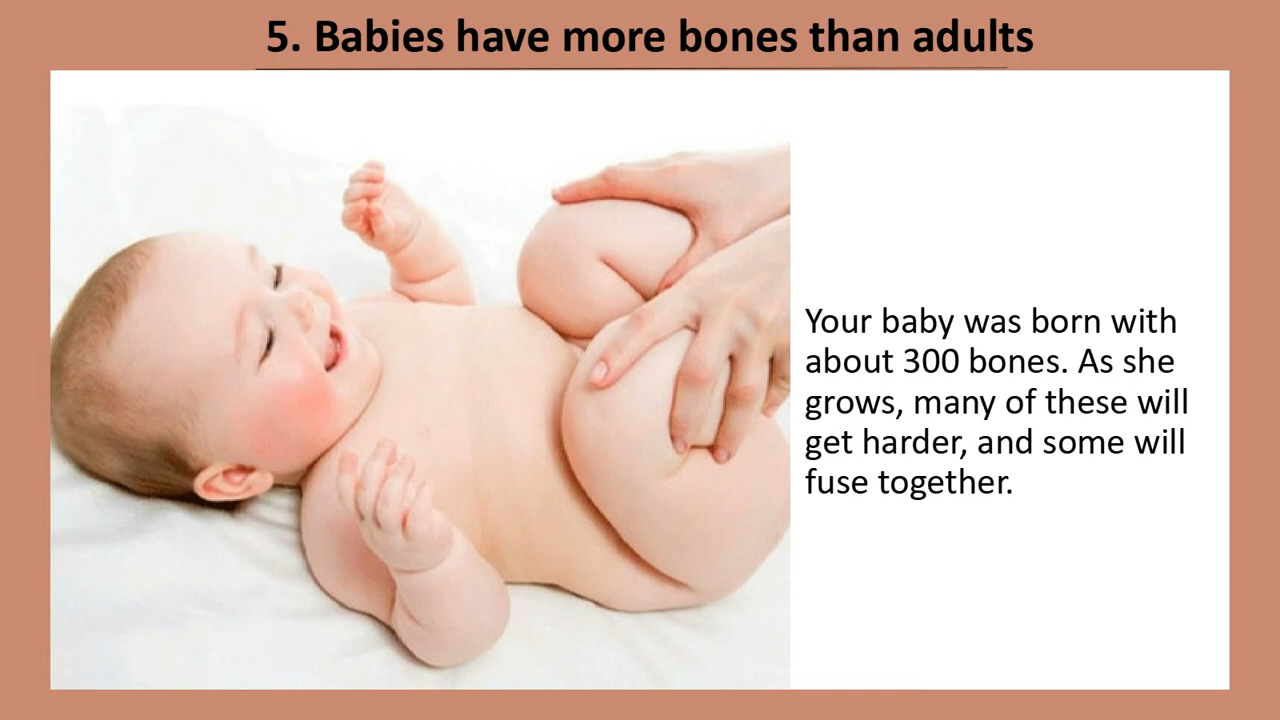 5. Babies have more bones than adults
Your baby was born with
about 300 bones. As she
grows, many of these will
get harder, and some will
fuse together.